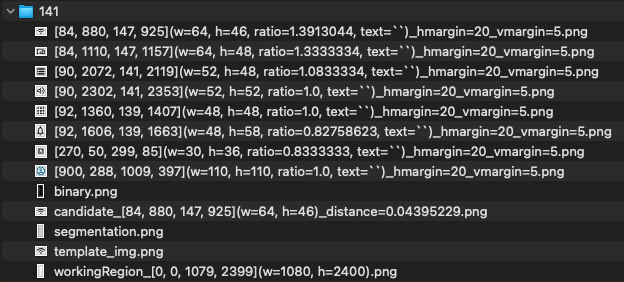 141
[84, 880, 147, 925](w=64, h=46, ratio=1.3913044, text=``)_hmargin=20_vmargin=5.png
[84, 1110, 147, 1157](w=64, h=48, ratio=1.3333334, text=``)_hmargin=20_vmargin=5.png
[90, 2072, 141, 2119](w=52, h=48, ratio=1.0833334, text=``)_hmargin=20_vmargin=5.png
[90, 2302, 141, 2353](w=52, h=52, ratio=1.0, text=``)_hmargin=20_vmargin=5.png
[92, 1360, 139, 1407](w=48, h=48, ratio=1.0, text=``)_hmargin=20_vmargin=5.png
[92, 1606, 139, 1663](w=48, h=58, ratio=0.82758623, text=``)_hmargin=20_vmargin=5.png
[270, 50, 299, 85](w=30, h=36, ratio=0.8333333, text=``)_hmargin=20_vmargin=5.png
[900, 288, 1009, 397](w=110, h=110, ratio=1.0, text=``)_hmargin=20_vmargin=5.png
binary.png
candidate_[84, 880, 147, 925](w=64, h=46)_distance=0.04395229.png
segmentation.png
template_img.png
workingRegion_[0, 0, 1079, 2399](w=1080, h=2400).png